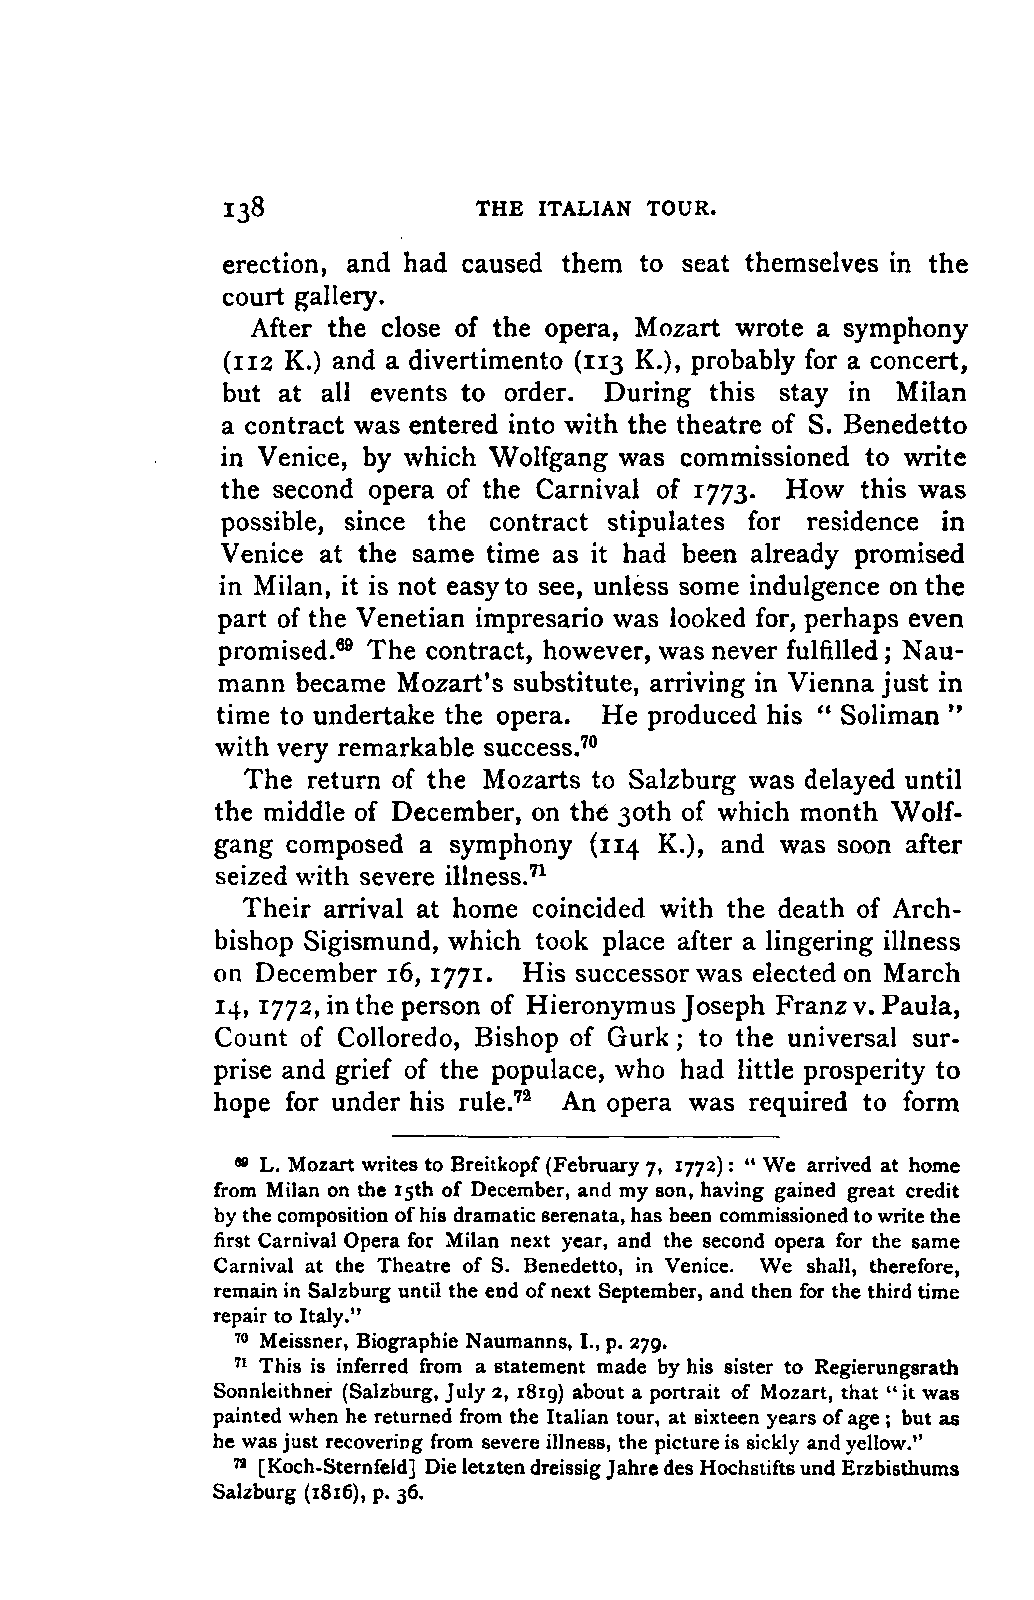 138 THE ITALIAN TOUR.
erection, and had caused them to seat themselves in the
court gallery.
After the close of the opera, Mozart wrote a symphony
(112 K.) and a divertimento (113 K.), probably for a concert,
but at all events to order. During this stay in Milan
a contract was entered into with the theatre of S. Benedetto
in Venice, by which Wolfgang was commissioned to write
the second opera of the Carnival of 1773. How this was
possible, since the contract stipulates for residence in
Venice at the same time as it had been already promised
in Milan, it is not easy to see, unless some indulgence on the
part of the Venetian impresario was looked for, perhaps even
promised.⁶⁹ The contract, however, was never fulfilled; Nau-
mann became Mozart's substitute, arriving in Vienna just in
time to undertake the opera. He produced his "Soliman"
with very remarkable success.⁷⁰
The return of the Mozarts to Salzburg was delayed until
the middle of December, on the 30th of which month Wolf-
gang composed a symphony (114 K.), and was soon after
seized with severe illness.⁷¹
Their arrival at home coincided with the death of Arch-
bishop Sigismund, which took place after a lingering illness
on December 16, 1771. His successor was elected on March
14, 1772, in the person of Hieronymus Joseph Franz v. Paula,
Count of Colloredo, Bishop of Gurk; to the universal sur-
prise and grief of the populace, who had little prosperity to
hope for under his rule.⁷² An opera was required to form
⁶⁹ L. Mozart writes to Breitkopf (February 7, 1772): "We arrived at home
from Milan on the 15th of December, and my son, having gained great credit
by the composition of his dramatic serenata, has been commissioned to write the
first Carnival Opera for Milan next year, and the second opera for the same
Carnival at the Theatre of S. Benedetto, in Venice. We shall, therefore,
remain in Salzburg until the end of next September, and then for the third time
repair to Italy."
⁷⁰ Meissner, Biographie Naumanns, I., p. 279.
⁷¹ This is inferred from a statement made by his sister to Regierungsrath
Sonnleithner (Salzburg, July 2, 1819) about a portrait of Mozart, that "it was
painted when he returned from the Italian tour, at sixteen years of age; but as
he was just recovering from severe illness, the picture is sickly and yellow."
⁷² [Koch-Sternfeld] Die letzten dreissig Jahre des Hochstifts und Erzbisthums
Salzburg (1816), p. 36.